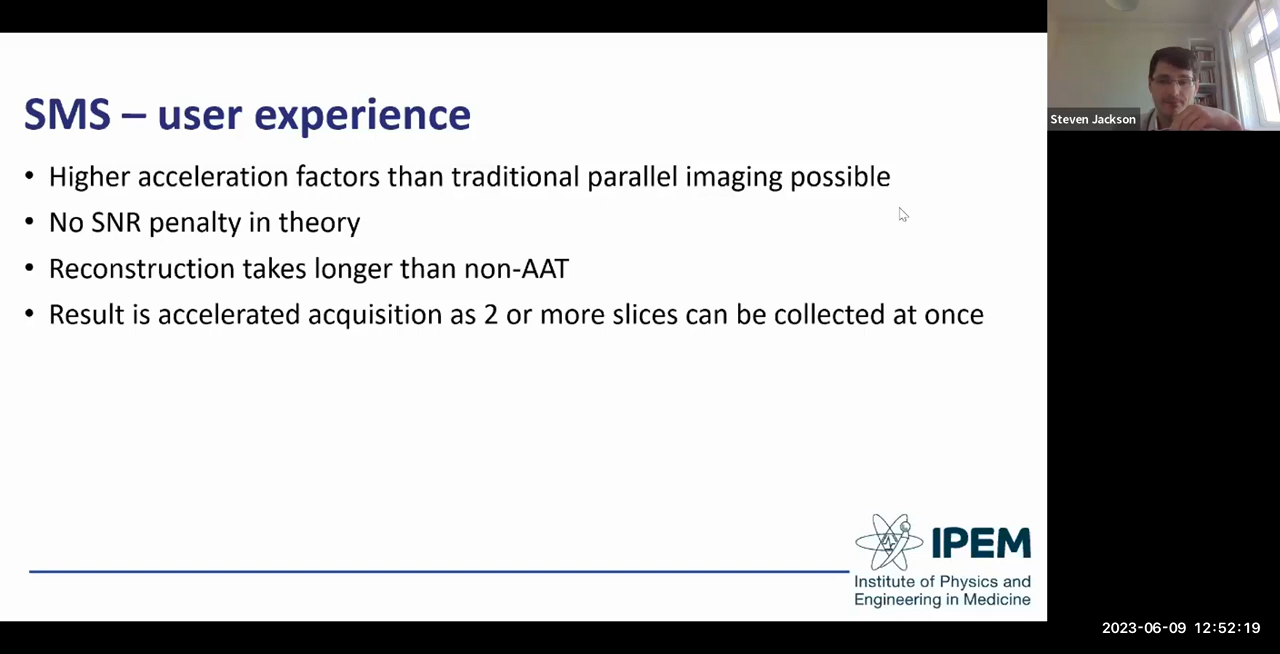 SMS – user experience
• Higher acceleration factors than traditional parallel imaging possible
• No SNR penalty in theory
• Reconstruction takes longer than non-AAT
• Result is accelerated acquisition as 2 or more slices can be collected at once
IPEM
Institute of Physics and
Engineering in Medicine
Steven Jackson
2023-06-09 12:52:19